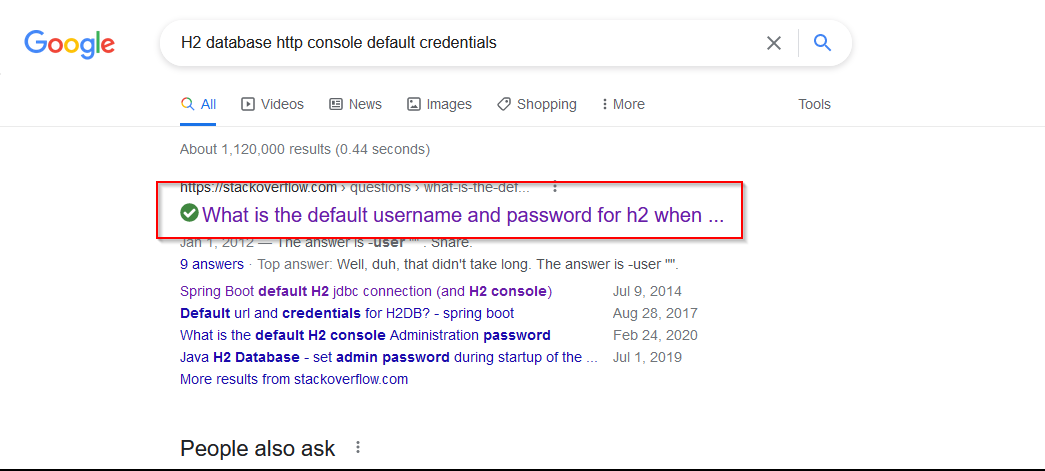 Google
H2 database http console default credentials
All Videos News Images Shopping More Tools
About 1,120,000 results (0.44 seconds)
https://stackoverflow.com › questions › what-is-the-def...
What is the default username and password for h2 when ...
Jan 1, 2012 — The answer is -user "" . Share.
9 answers · Top answer: Well, duh, that didn't take long. The answer is -user "".
Spring Boot default H2 jdbc connection (and H2 console) Jul 9, 2014
Default url and credentials for H2DB? - spring boot Aug 28, 2017
What is the default H2 console Administration password Feb 24, 2020
Java H2 Database - set admin password during startup of the ... Jul 1, 2019
More results from stackoverflow.com
People also ask